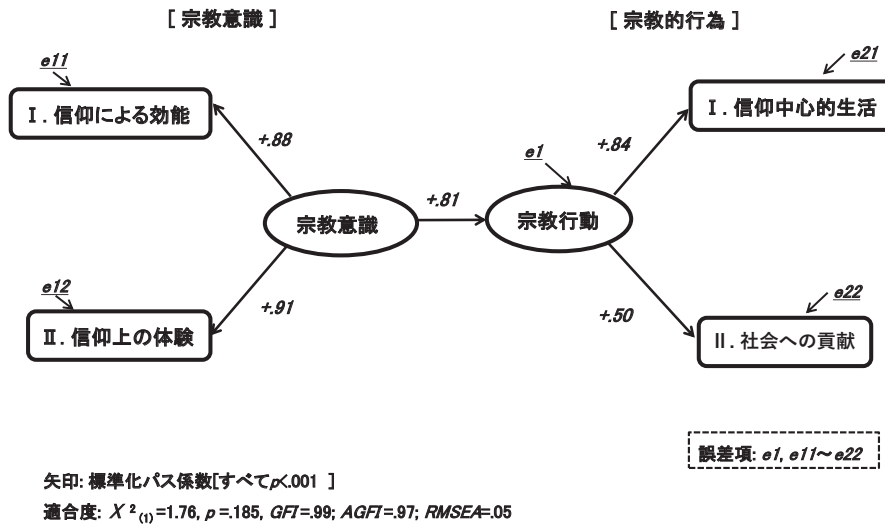 [ 宗教意識 ]
[ 宗教的行為 ]
e11
e21
Ⅰ. 信仰による効能
Ⅰ. 信仰中心的生活
+.88
e1
+.84
+.81
宗教意識
宗教行動
e12
+.91
+.50
e22
Ⅱ. 信仰上の体験
Ⅱ. 社会への貢献
誤差項: e1, e11～e22
矢印: 標準化パス係数[すべてp<.001 ]
適合度: X ²₍₁₎=1.76, p =.185, GFI=.99; AGFI=.97; RMSEA=.05